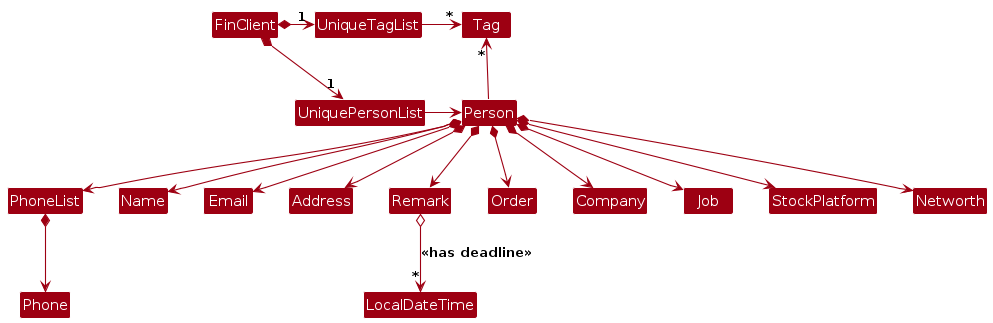 FinClient
1
UniqueTagList
*
Tag
*
1
UniquePersonList
Person
PhoneList
Name
Email
Address
Remark
Order
Company
Job
StockPlatform
Networth
«has deadline»
*
Phone
LocalDateTime